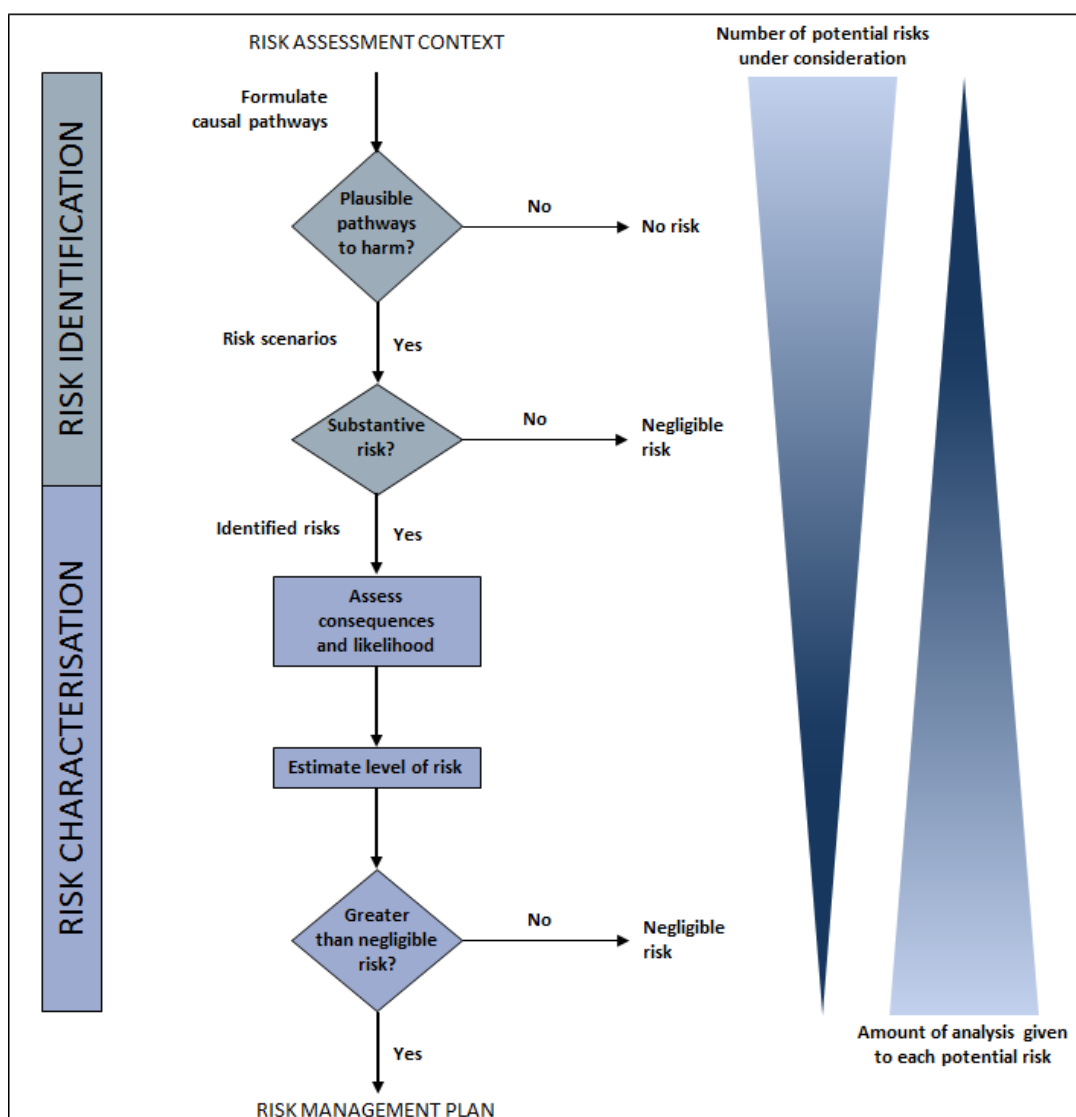 RISK ASSESSMENT CONTEXT
Number of potential risks
under consideration
RISK IDENTIFICATION
Formulate
causal pathways
Plausible
pathways
to harm?
No
No risk
Risk scenarios
Yes
Substantive
risk?
No
Negligible
risk
RISK CHARACTERISATION
Identified risks
Yes
Assess
consequences
and likelihood
Estimate level of risk
Greater
than negligible
risk?
No
Negligible
risk
Yes
Amount of analysis given
to each potential risk
RISK MANAGEMENT PLAN